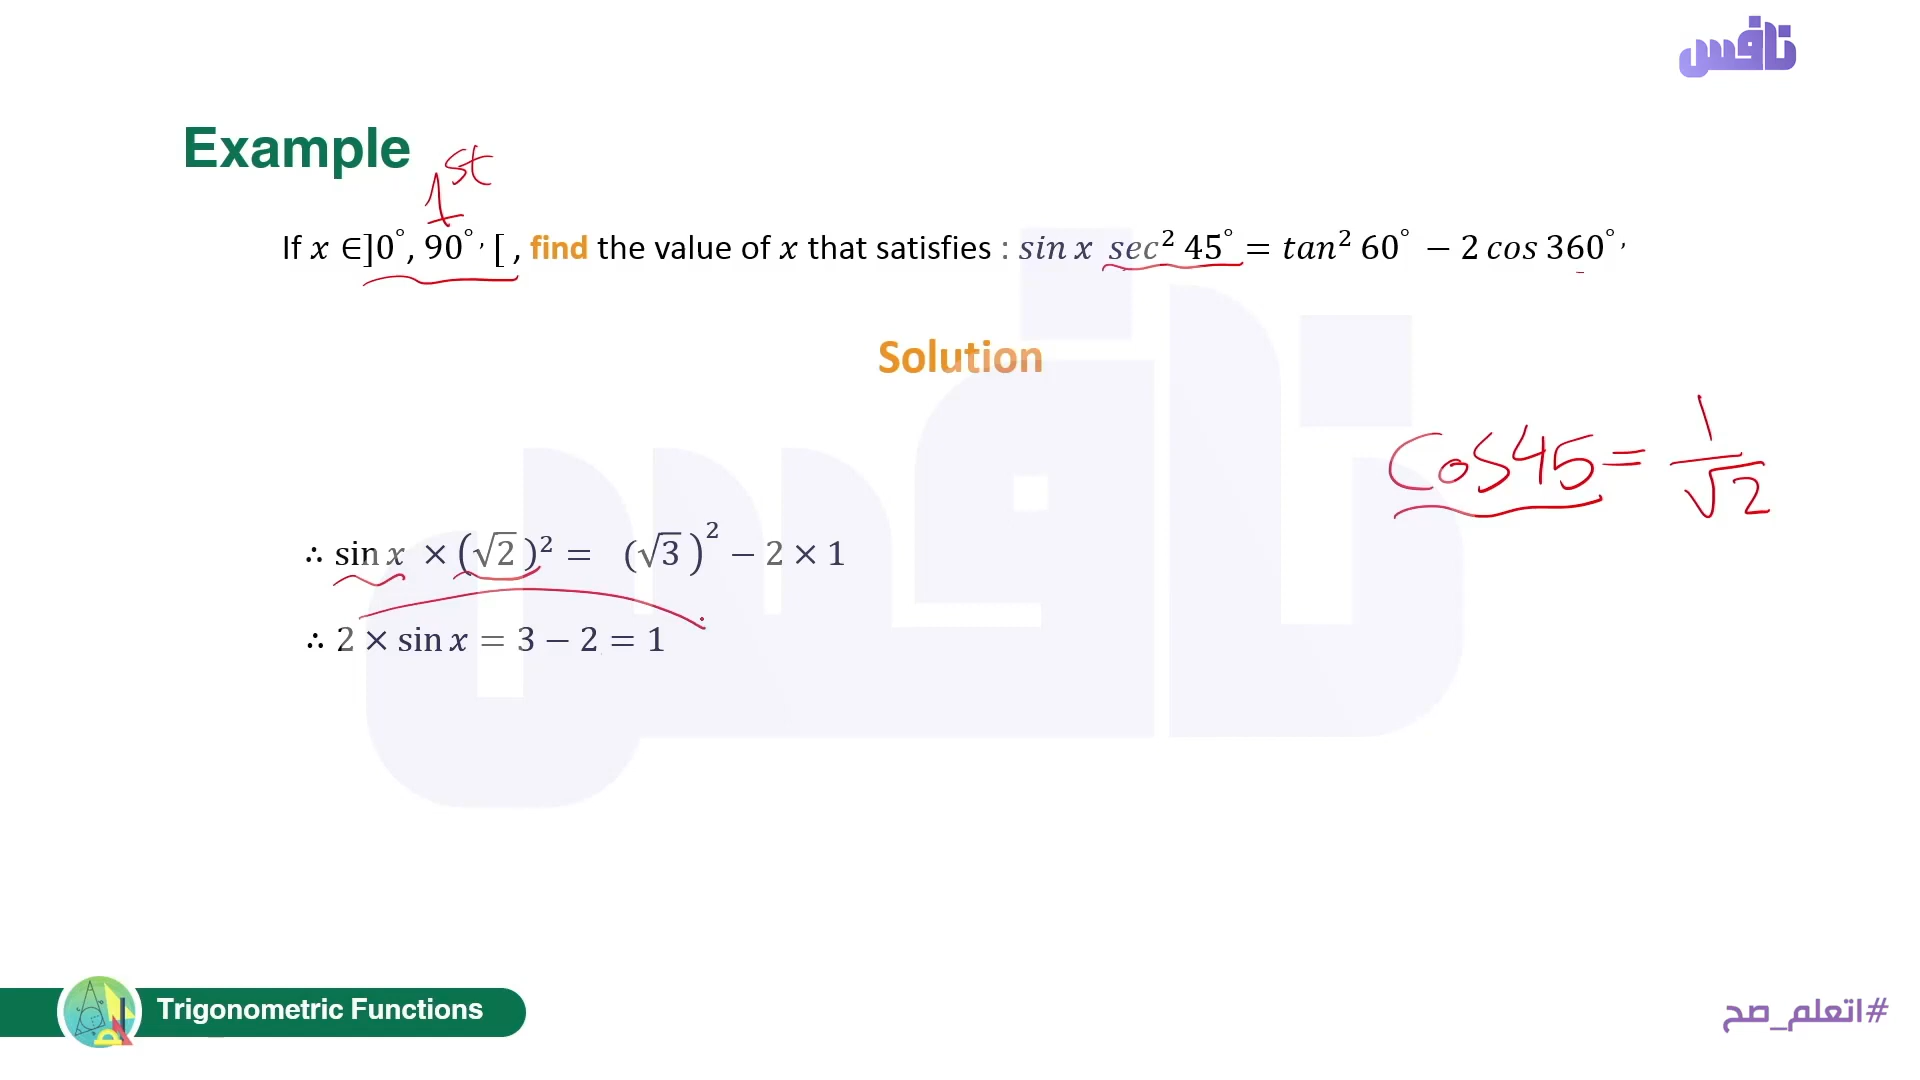 نافس
Example
1st
If x ∈]0°, 90°′ [ , find the value of x that satisfies : sin x sec² 45° = tan² 60° − 2 cos 360°′
Solution
cos45 = 1/√2
∴ sin x × (√2 )² = (√3 )² − 2 × 1
∴ 2 × sin x = 3 − 2 = 1
Trigonometric Functions
#اتعلم_صح